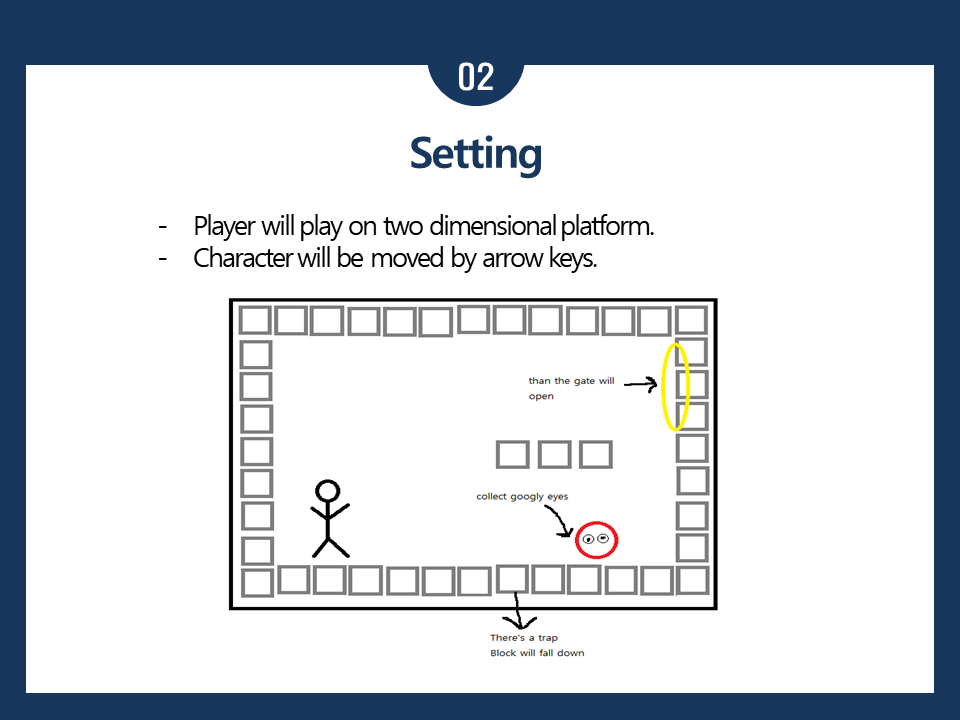 02
Setting
- Player will play on two dimensional platform.
- Character will be moved by arrow keys.
than the gate will
open
collect googly eyes
There's a trap
Block will fall down